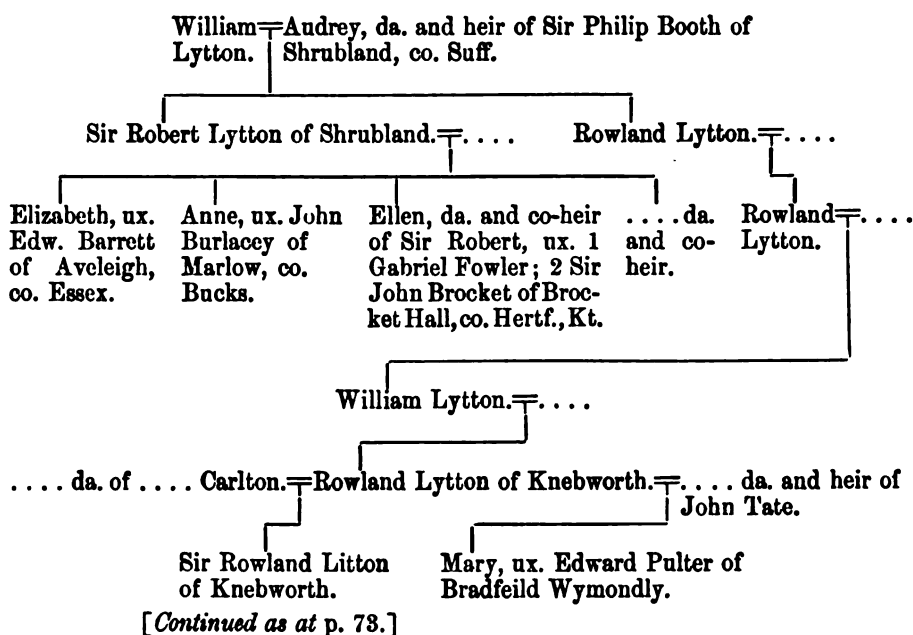 William=Audrey, da. and heir of Sir Philip Booth of
Lytton. Shrubland, co. Suff.
Sir Robert Lytton of Shrubland.=.... Rowland Lytton.=....
Elizabeth, ux. Anne, ux. John Ellen, da. and co-heir ....da. Rowland=....
Edw. Barrett Burlacey of of Sir Robert, ux. 1 and co- Lytton.
of Aveleigh, Marlow, co. Gabriel Fowler; 2 Sir heir.
co. Essex. Bucks. John Brocket of Broc-
ket Hall, co. Hertf., Kt.
William Lytton.=....
.... da. of .... Carlton.=Rowland Lytton of Knebworth.=.... da. and heir of
John Tate.
Sir Rowland Litton Mary, ux. Edward Pulter of
of Knebworth. Bradfeild Wymondly.
[Continued as at p. 73.]